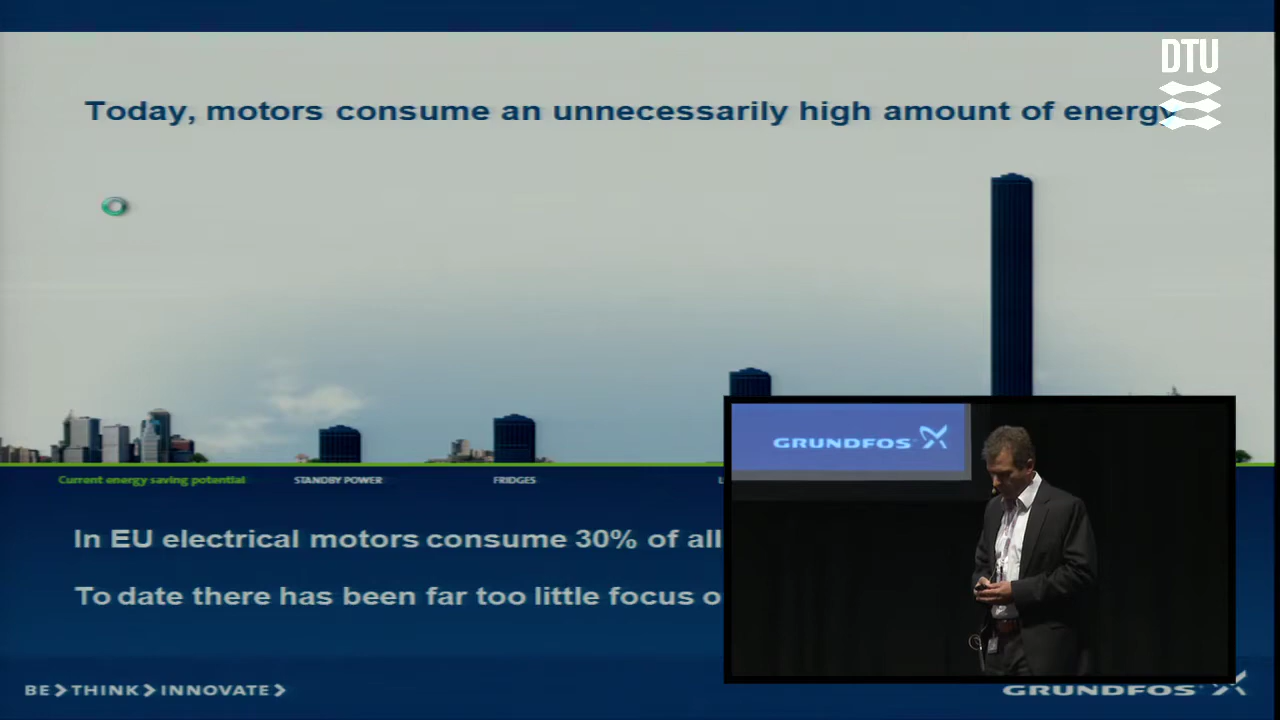 DTU
Today, motors consume an unnecessarily high amount of energy
Current energy saving potential
STANDBY POWER
FRIDGES
In EU electrical motors consume 30% of all
To date there has been far too little focus
GRUNDFOS
BE > THINK > INNOVATE >
GRUNDFOS